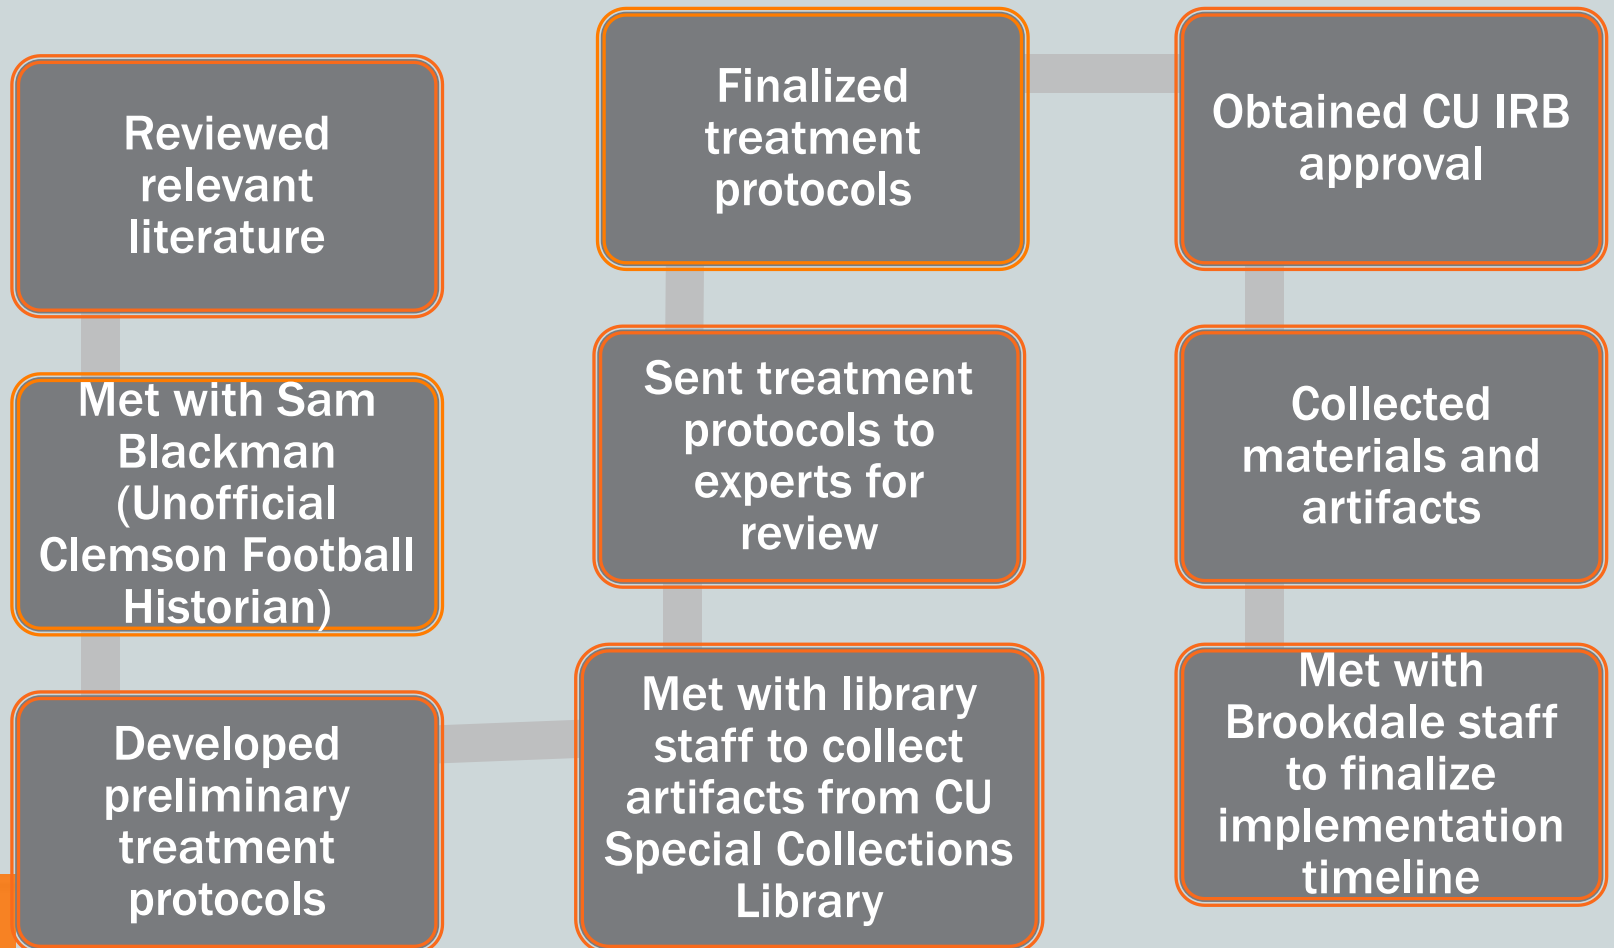 Reviewed
relevant
literature
Met with Sam
Blackman
(Unofficial
Clemson Football
Historian)
Developed
preliminary
treatment
protocols
Met with library
staff to collect
artifacts from CU
Special Collections
Library
Sent treatment
protocols to
experts for
review
Finalized
treatment
protocols
Obtained CU IRB
approval
Collected
materials and
artifacts
Met with
Brookdale staff
to finalize
implementation
timeline